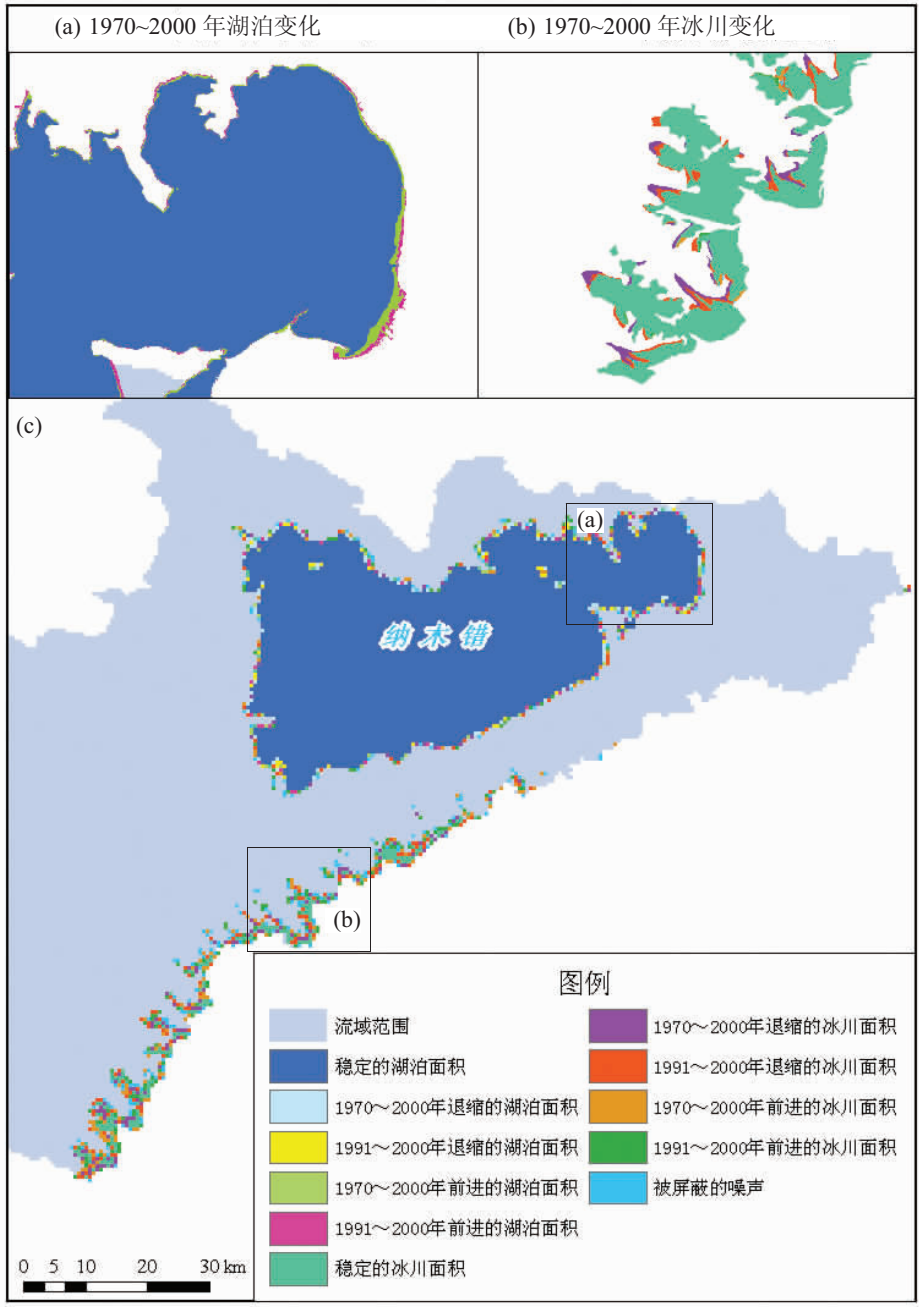 (a) 1970~2000 年湖泊变化
(b) 1970~2000 年冰川变化
(c)
(a)
纳木错
(b)
图例
流域范围
稳定的湖泊面积
1970～2000年退缩的湖泊面积
1991～2000年退缩的湖泊面积
1970～2000年前进的湖泊面积
1991～2000年前进的湖泊面积
稳定的冰川面积
1970～2000年退缩的冰川面积
1991～2000年退缩的冰川面积
1970～2000年前进的冰川面积
1991～2000年前进的冰川面积
被屏蔽的噪声
0 5 10 20 30 km